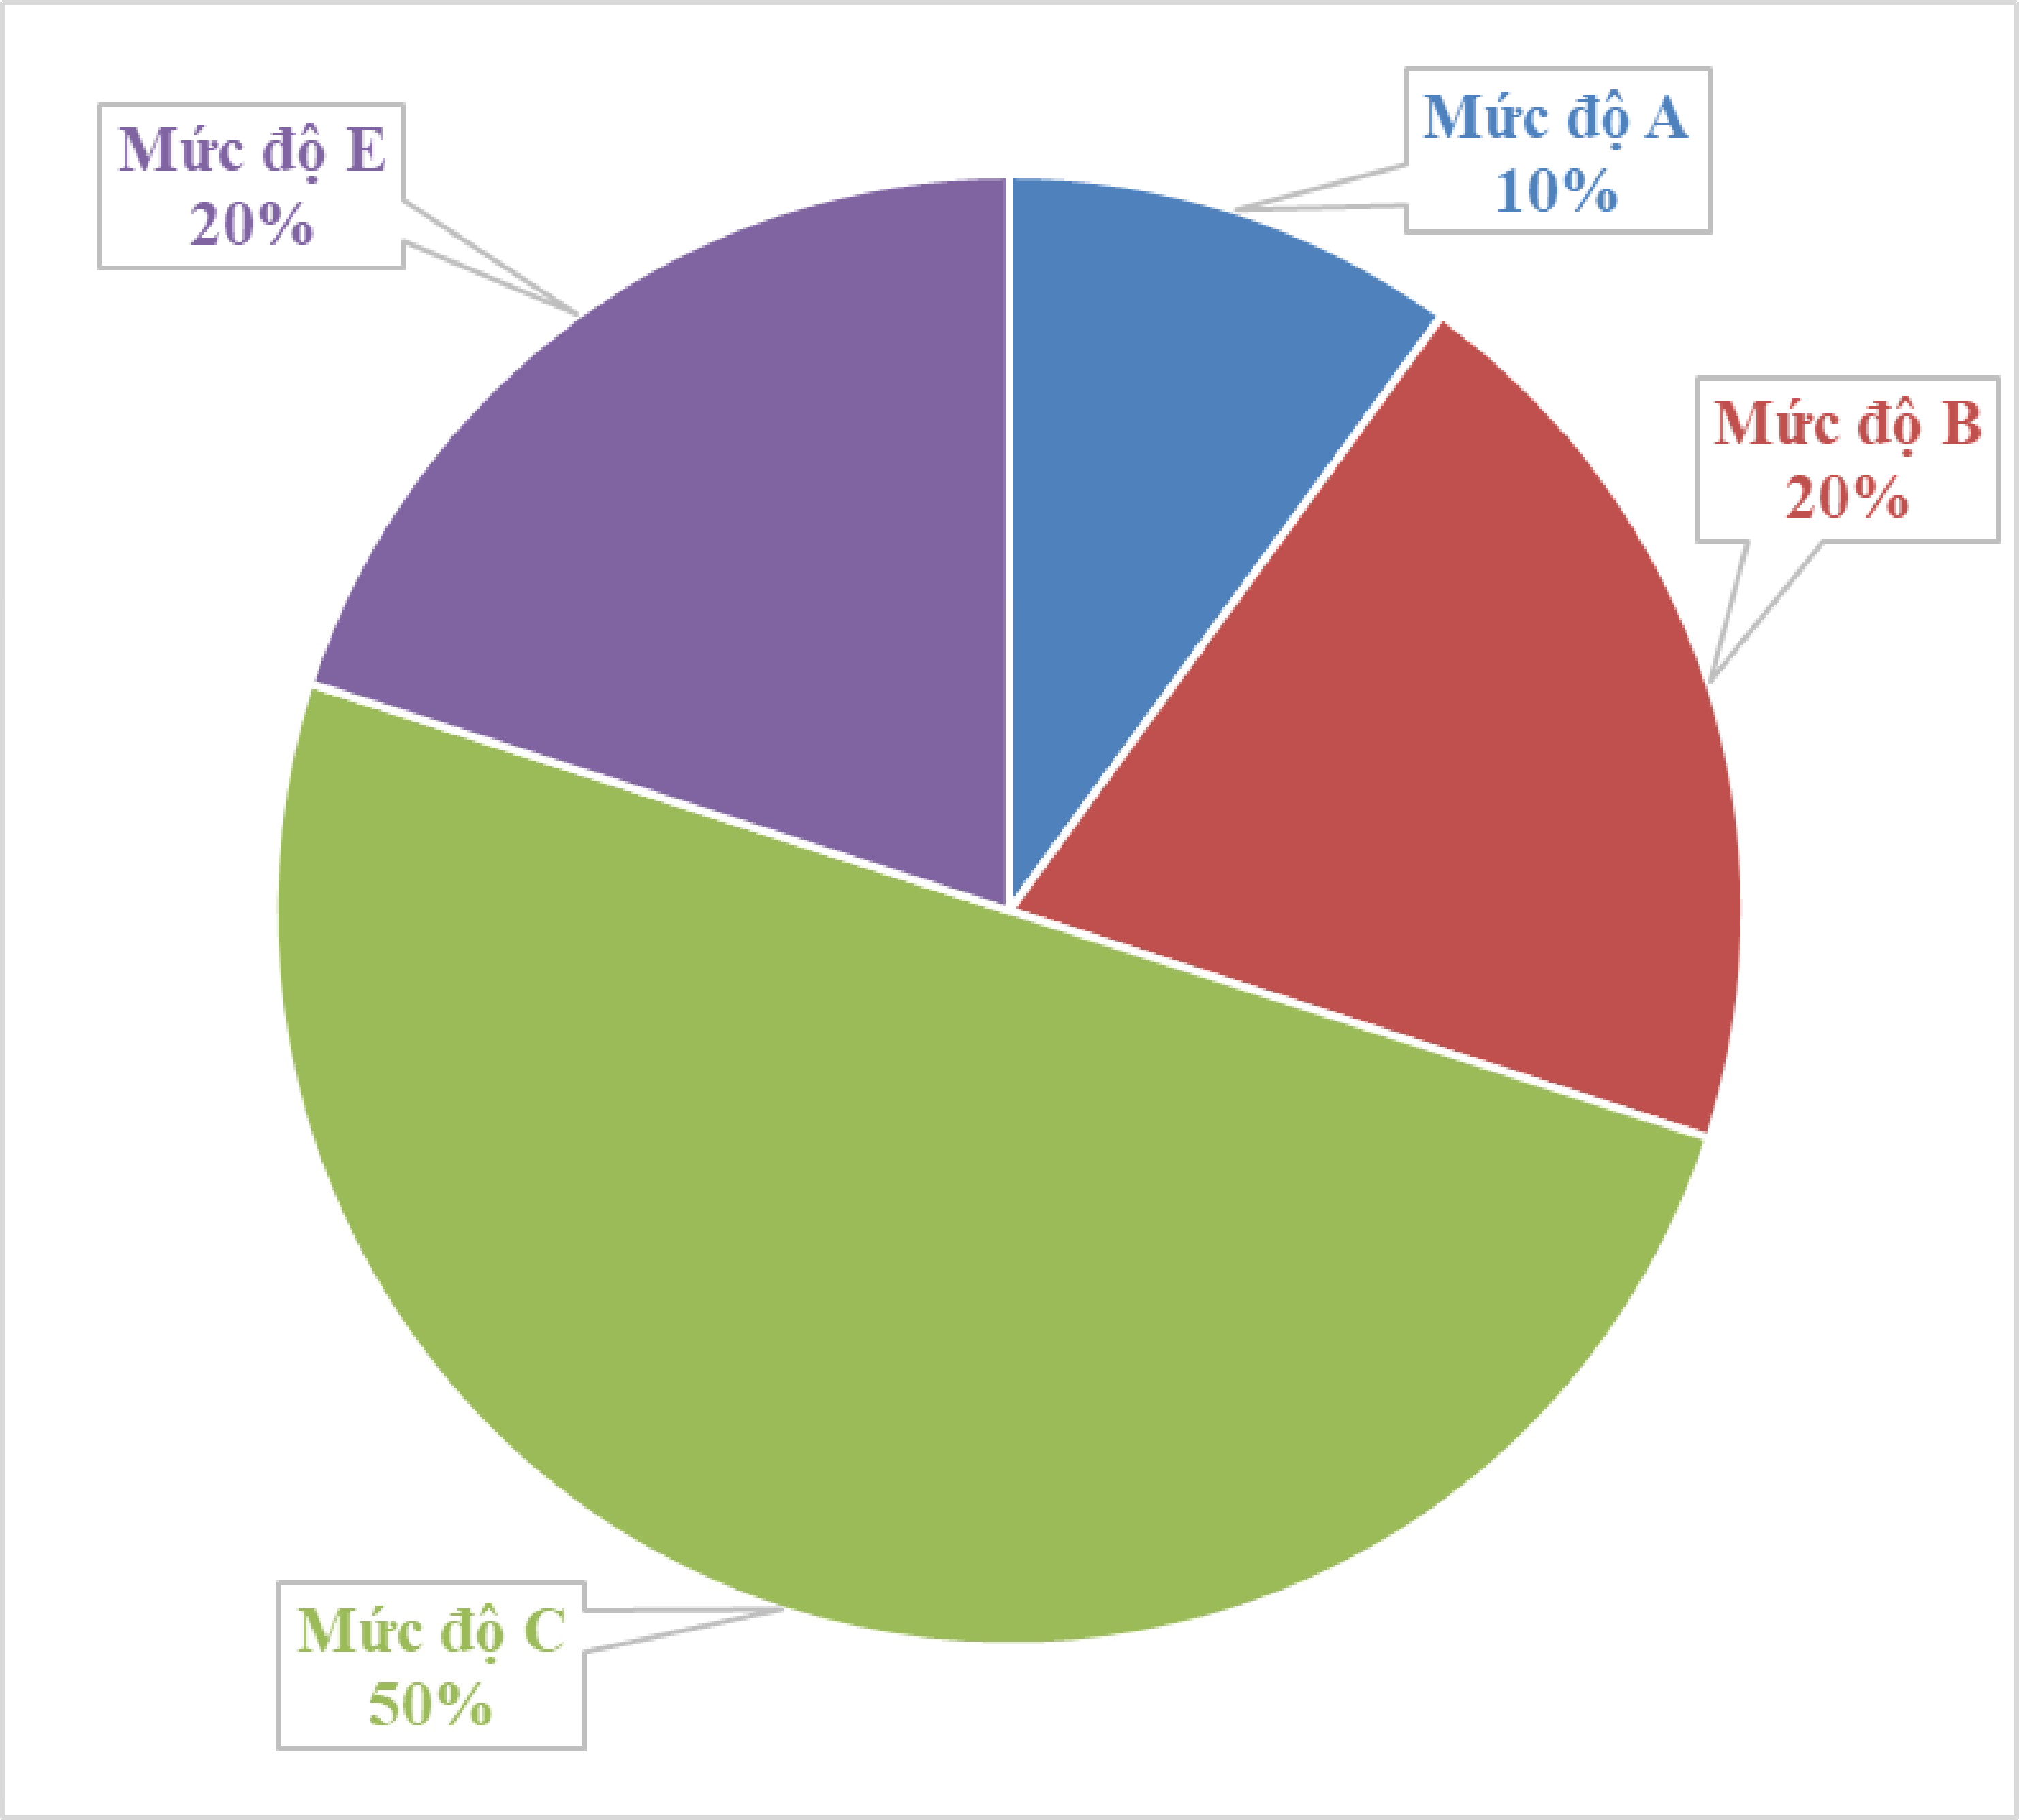 Mức độ E
20%
Mức độ A
10%
Mức độ B
20%
Mức độ C
50%